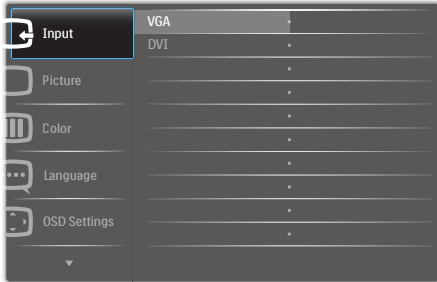 Input
VGA
DVI
Picture
Color
Language
OSD Settings